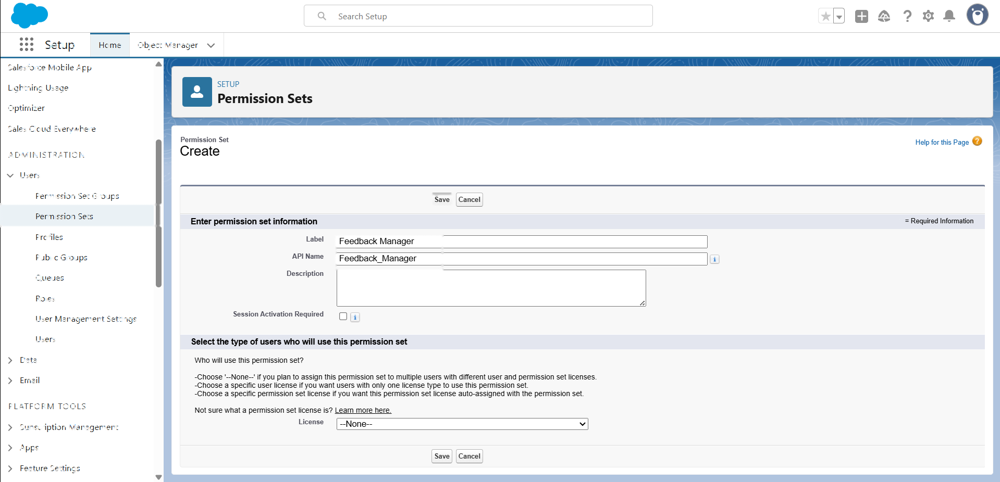 Search Setup
Setup
Home
Object Manager
Salesforce Mobile App
Lightning Usage
Optimizer
Sales Cloud Everywhere
ADMINISTRATION
Users
Permission Set Groups
Permission Sets
Profiles
Public Groups
Queues
Roles
User Management Settings
Users
Data
Email
PLATFORM TOOLS
Subscription Management
Apps
Feature Settings
SETUP
Permission Sets
Permission Set
Create
Help for this Page
Save Cancel
Enter permission set information
= Required Information
Label Feedback Manager
API Name Feedback_Manager
Description
Session Activation Required
Select the type of users who will use this permission set
Who will use this permission set?
-Choose '--None--' if you plan to assign this permission set to multiple users with different user and permission set licenses.
-Choose a specific user license if you want users with only one license type to use this permission set.
-Choose a specific permission set license if you want this permission set license auto-assigned with the permission set.
Not sure what a permission set license is? Learn more here.
License --None--
Save Cancel